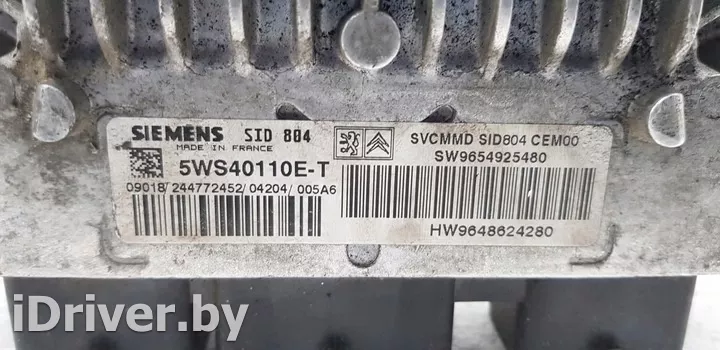 SIEMENS SID 804
MADE IN FRANCE
5WS40110E-T
09018/244772452/04204/005A6
SVCMMD SID804 CEM00
SW9654925480
HW9648624280
iDriver.by